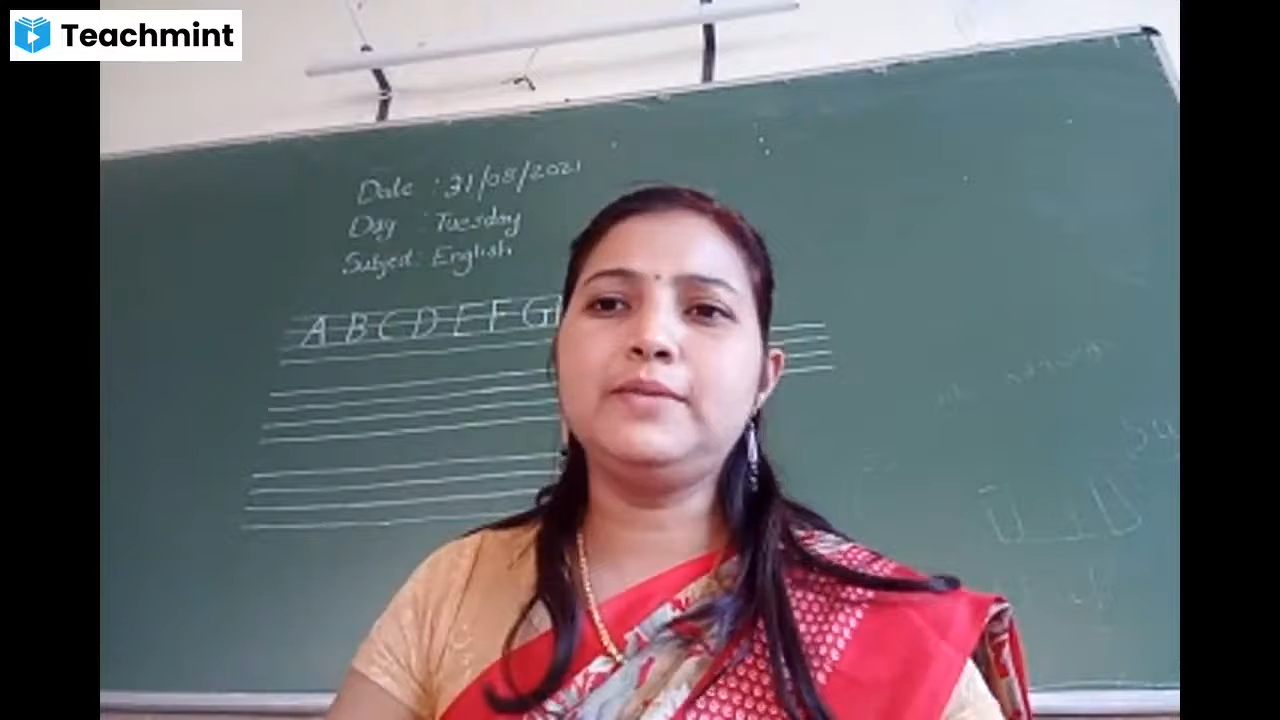 Teachmint
Date : 31/08/2021
Day : Tuesday
Subject : English
A B C D E F G